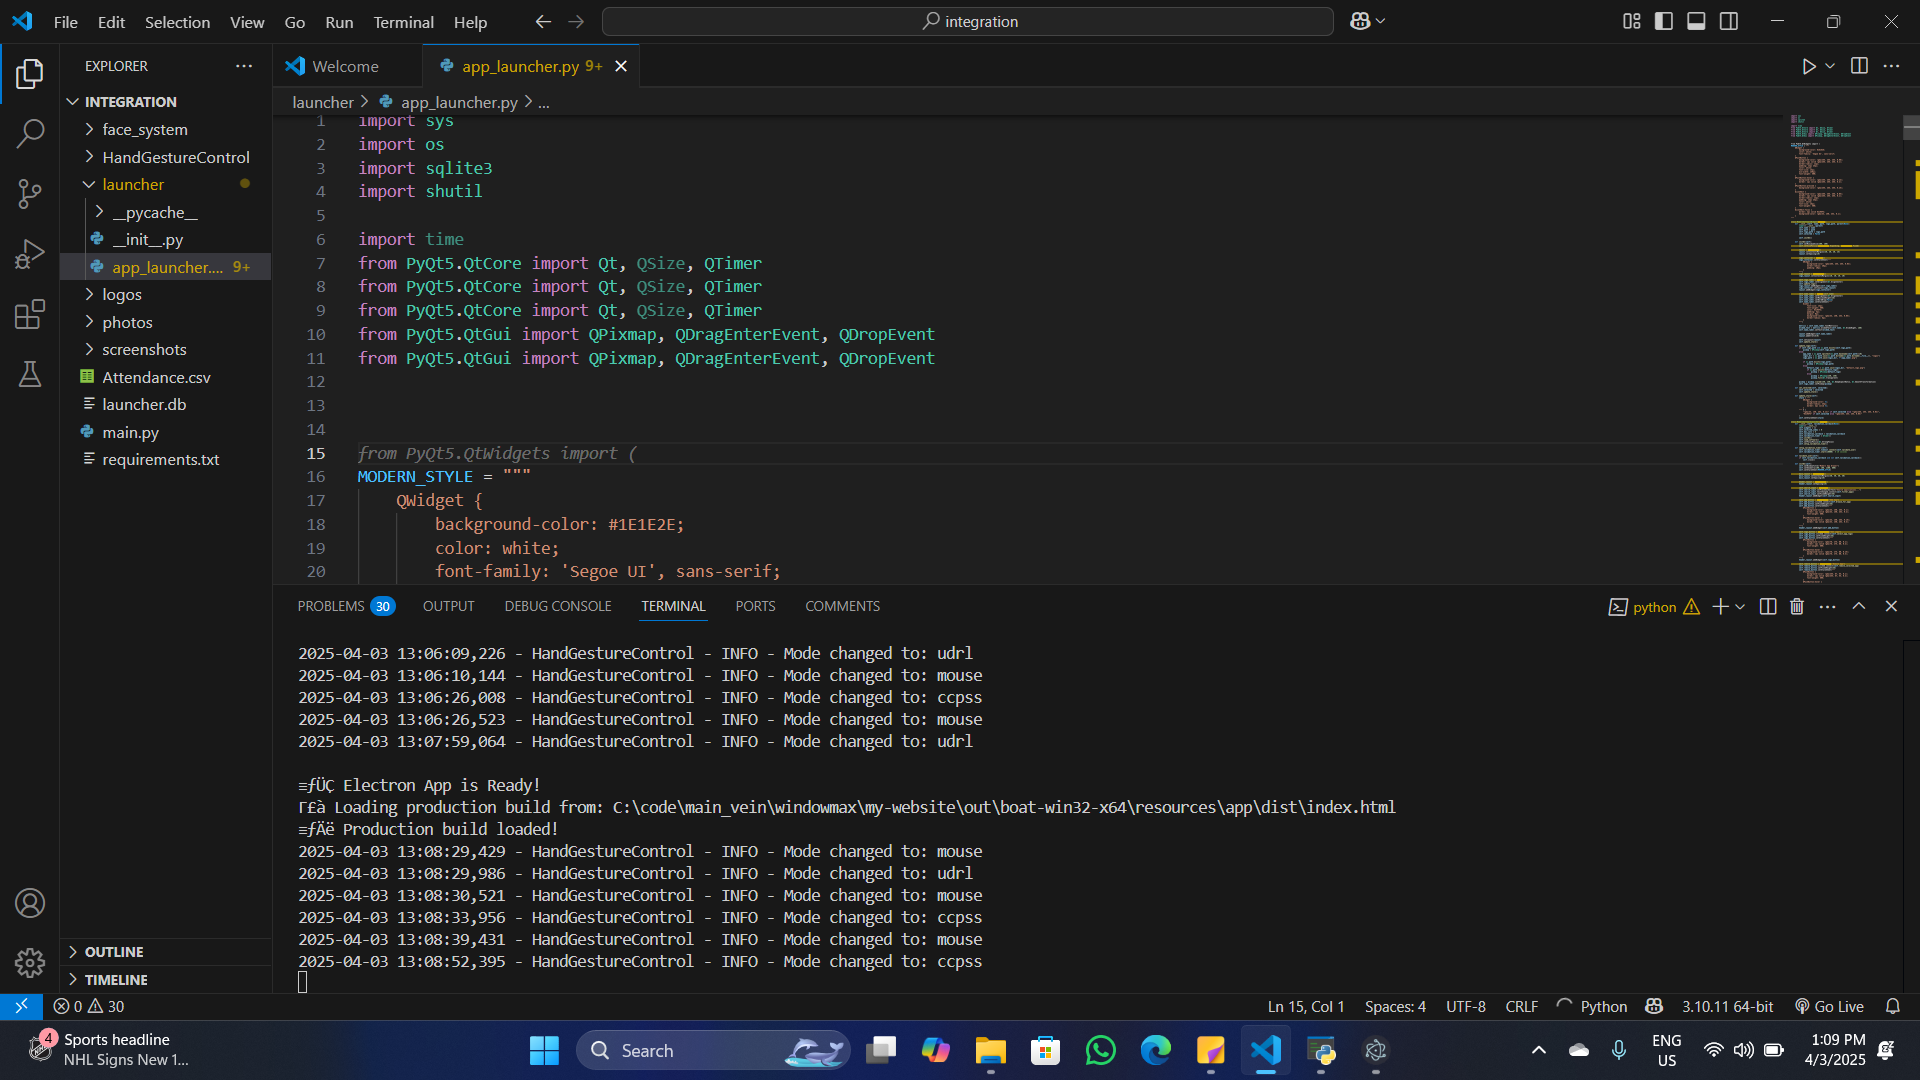 File Edit Selection View Go Run Terminal Help
integration
EXPLORER
INTEGRATION
face_system
HandGestureControl
launcher
__pycache__
__init__.py
app_launcher.... 9+
logos
photos
screenshots
Attendance.csv
launcher.db
main.py
requirements.txt
OUTLINE
TIMELINE
Welcome
app_launcher.py 9+
launcher > app_launcher.py > ...
1 import sys
2 import os
3 import sqlite3
4 import shutil
5
6 import time
7 from PyQt5.QtCore import Qt, QSize, QTimer
8 from PyQt5.QtCore import Qt, QSize, QTimer
9 from PyQt5.QtCore import Qt, QSize, QTimer
10 from PyQt5.QtGui import QPixmap, QDragEnterEvent, QDropEvent
11 from PyQt5.QtGui import QPixmap, QDragEnterEvent, QDropEvent
12
13
14
15 from PyQt5.QtWidgets import (
16 MODERN_STYLE = """
17 QWidget {
18 background-color: #1E1E2E;
19 color: white;
20 font-family: 'Segoe UI', sans-serif;
PROBLEMS 30 OUTPUT DEBUG CONSOLE TERMINAL PORTS COMMENTS
python
2025-04-03 13:06:09,226 - HandGestureControl - INFO - Mode changed to: udrl
2025-04-03 13:06:10,144 - HandGestureControl - INFO - Mode changed to: mouse
2025-04-03 13:06:26,008 - HandGestureControl - INFO - Mode changed to: ccpss
2025-04-03 13:06:26,523 - HandGestureControl - INFO - Mode changed to: mouse
2025-04-03 13:07:59,064 - HandGestureControl - INFO - Mode changed to: udrl
≡ƒÜÇ Electron App is Ready!
Γ£à Loading production build from: C:\code\main_vein\windowmax\my-website\out\boat-win32-x64\resources\app\dist\index.html
≡ƒÄë Production build loaded!
2025-04-03 13:08:29,429 - HandGestureControl - INFO - Mode changed to: mouse
2025-04-03 13:08:29,986 - HandGestureControl - INFO - Mode changed to: udrl
2025-04-03 13:08:30,521 - HandGestureControl - INFO - Mode changed to: mouse
2025-04-03 13:08:33,956 - HandGestureControl - INFO - Mode changed to: ccpss
2025-04-03 13:08:39,431 - HandGestureControl - INFO - Mode changed to: mouse
2025-04-03 13:08:52,395 - HandGestureControl - INFO - Mode changed to: ccpss
0 30
Ln 15, Col 1 Spaces: 4 UTF-8 CRLF Python 3.10.11 64-bit Go Live
4 Sports headline
NHL Signs New 1...
Search
ENG
US
1:09 PM
4/3/2025